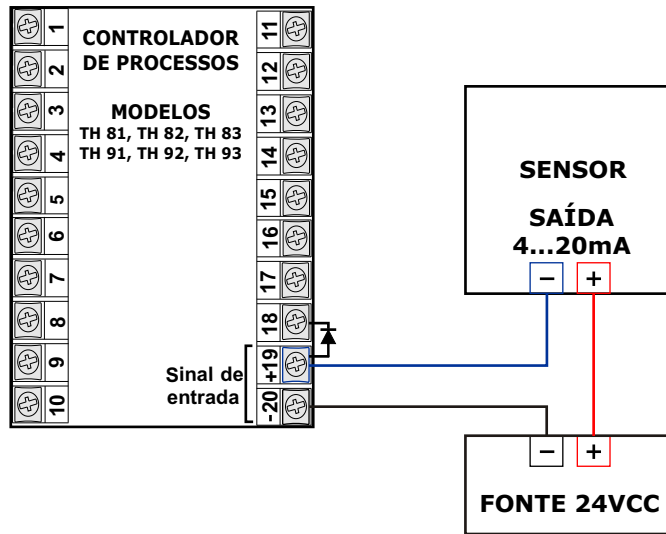 1
2
3
4
5
6
7
8
9
10
CONTROLADOR
DE PROCESSOS
MODELOS
TH 81, TH 82, TH 83
TH 91, TH 92, TH 93
Sinal de
entrada
11
12
13
14
15
16
17
18
+19
-20
SENSOR
SAÍDA
4...20mA
− +
− +
FONTE 24VCC